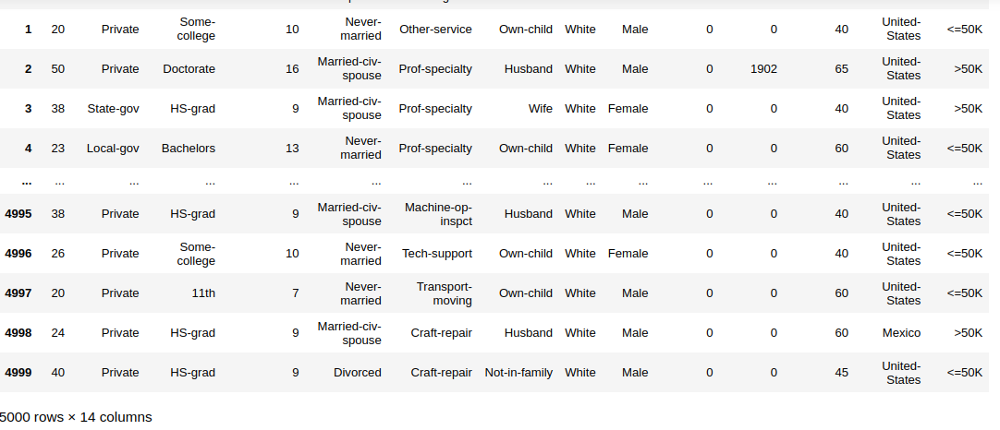 1 20 Private Some-college 10 Never-married Other-service Own-child White Male 0 0 40 United-States <=50K
2 50 Private Doctorate 16 Married-civ-spouse Prof-specialty Husband White Male 0 1902 65 United-States >50K
3 38 State-gov HS-grad 9 Married-civ-spouse Prof-specialty Wife White Female 0 0 40 United-States >50K
4 23 Local-gov Bachelors 13 Never-married Prof-specialty Own-child White Female 0 0 60 United-States <=50K
... ... ... ... ... ... ... ... ... ... ... ... ... ... ...
4995 38 Private HS-grad 9 Married-civ-spouse Machine-op-inspct Husband White Male 0 0 40 United-States <=50K
4996 26 Private Some-college 10 Never-married Tech-support Own-child White Female 0 0 40 United-States <=50K
4997 20 Private 11th 7 Never-married Transport-moving Own-child White Male 0 0 60 United-States <=50K
4998 24 Private HS-grad 9 Married-civ-spouse Craft-repair Husband White Male 0 0 60 Mexico >50K
4999 40 Private HS-grad 9 Divorced Craft-repair Not-in-family White Male 0 0 45 United-States <=50K
5000 rows × 14 columns